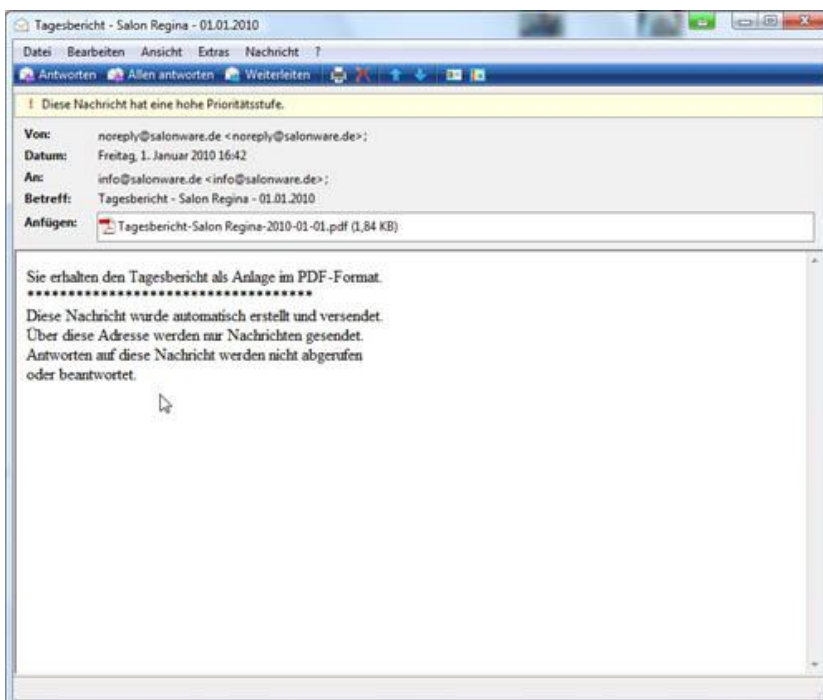 Tagesbericht - Salon Regina - 01.01.2010
Datei Bearbeiten Ansicht Extras Nachricht ?
Antworten Allen antworten Weiterleiten
! Diese Nachricht hat eine hohe Prioritätsstufe.
Von: noreply@salonware.de <noreply@salonware.de>;
Datum: Freitag, 1. Januar 2010 16:42
An: info@salonware.de <info@salonware.de>;
Betreff: Tagesbericht - Salon Regina - 01.01.2010
Anfügen: Tagesbericht-Salon Regina-2010-01-01.pdf (1,84 KB)
Sie erhalten den Tagesbericht als Anlage im PDF-Format.
***********************************
Diese Nachricht wurde automatisch erstellt und versendet.
Über diese Adresse werden nur Nachrichten gesendet.
Antworten auf diese Nachricht werden nicht abgerufen
oder beantwortet.